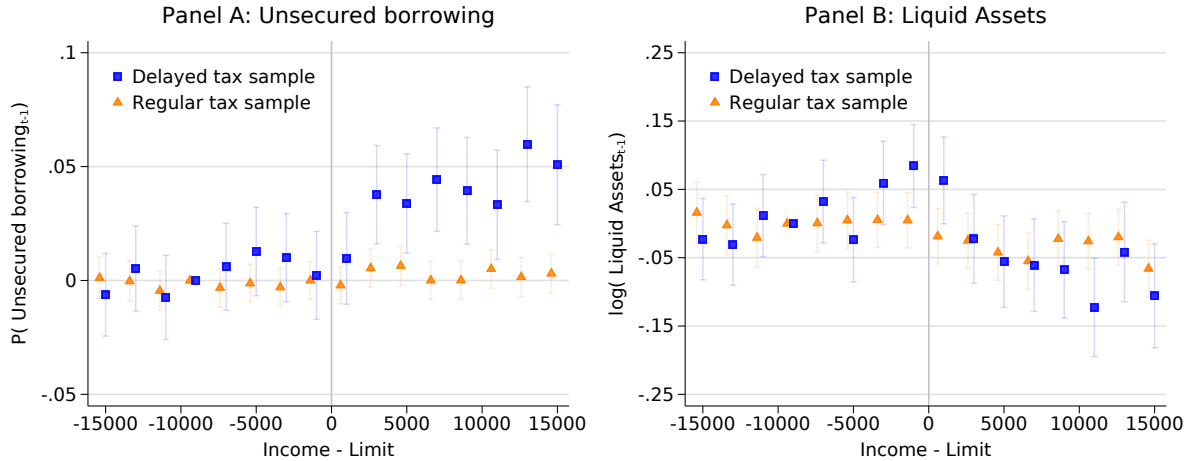 Panel A: Unsecured borrowing
P( Unsecured borrowingt-1)
.1
.05
0
-.05
Delayed tax sample
Regular tax sample
-15000 -10000 -5000 0 5000 10000 15000
Income - Limit
Panel B: Liquid Assets
log( Liquid Assetst-1)
.25
.15
.05
-.05
-.15
-.25
Delayed tax sample
Regular tax sample
-15000 -10000 -5000 0 5000 10000 15000
Income - Limit